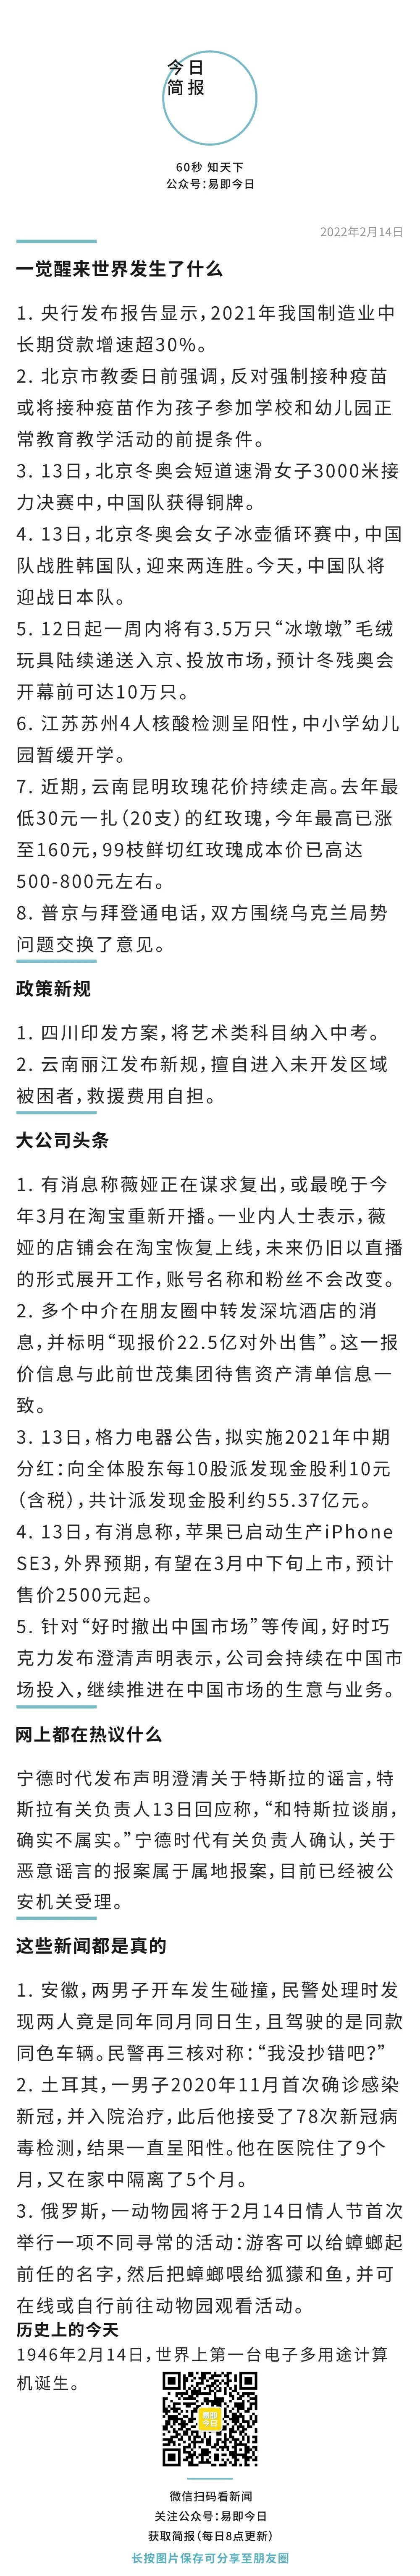 今日
简报
60秒 知天下
公众号：易即今日
2022年2月14日
一觉醒来世界发生了什么
1. 央行发布报告显示，2021年我国制造业中
长期贷款增速超30%。
2. 北京市教委日前强调，反对强制接种疫苗
或将接种疫苗作为孩子参加学校和幼儿园正
常教育教学活动的前提条件。
3. 13日，北京冬奥会短道速滑女子3000米接
力决赛中，中国队获得铜牌。
4. 13日，北京冬奥会女子冰壶循环赛中，中国
队战胜韩国队，迎来两连胜。今天，中国队将
迎战日本队。
5. 12日起一周内将有3.5万只“冰墩墩”毛绒
玩具陆续递送入京、投放市场，预计冬残奥会
开幕前可达10万只。
6. 江苏苏州4人核酸检测呈阳性，中小学幼儿
园暂缓开学。
7. 近期，云南昆明玫瑰花价持续走高。去年最
低30元一扎（20支）的红玫瑰，今年最高已涨
至160元，99枝鲜切红玫瑰成本价已高达
500-800元左右。
8. 普京与拜登通电话，双方围绕乌克兰局势
问题交换了意见。
政策新规
1. 四川印发方案，将艺术类科目纳入中考。
2. 云南丽江发布新规，擅自进入未开发区域
被困者，救援费用自担。
大公司头条
1. 有消息称薇娅正在谋求复出，或最晚于今
年3月在淘宝重新开播。一业内人士表示，薇
娅的店铺会在淘宝恢复上线，未来仍旧以直播
的形式展开工作，账号名称和粉丝不会改变。
2. 多个中介在朋友圈中转发深坑酒店的消
息，并标明“现报价22.5亿对外出售”。这一报
价信息与此前世茂集团待售资产清单信息一
致。
3. 13日，格力电器公告，拟实施2021年中期
分红：向全体股东每10股派发现金股利10元
（含税），共计派发现金股利约55.37亿元。
4. 13日，有消息称，苹果已启动生产iPhone
SE3，外界预期，有望在3月中下旬上市，预计
售价2500元起。
5. 针对“好时撤出中国市场”等传闻，好时巧
克力发布澄清声明表示，公司会持续在中国市
场投入，继续推进在中国市场的生意与业务。
网上都在热议什么
宁德时代发布声明澄清关于特斯拉的谣言，特
斯拉有关负责人13日回应称，“和特斯拉谈崩，
确实不属实。”宁德时代有关负责人确认，关于
恶意谣言的报案属于属地报案，目前已经被公
安机关受理。
这些新闻都是真的
1. 安徽，两男子开车发生碰撞，民警处理时发
现两人竟是同年同月同日生，且驾驶的是同款
同色车辆。民警再三核对称：“我没抄错吧？”
2. 土耳其，一男子2020年11月首次确诊感染
新冠，并入院治疗，此后他接受了78次新冠病
毒检测，结果一直呈阳性。他在医院住了9个
月，又在家中隔离了5个月。
3. 俄罗斯，一动物园将于2月14日情人节首次
举行一项不同寻常的活动：游客可以给蟑螂起
前任的名字，然后把蟑螂喂给狐獴和鱼，并可
在线或自行前往动物园观看活动。
历史上的今天
1946年2月14日，世界上第一台电子多用途计算
机诞生。
易即
今日
微信扫码看新闻
关注公众号：易即今日
获取简报（每日8点更新）
长按图片保存可分享至朋友圈